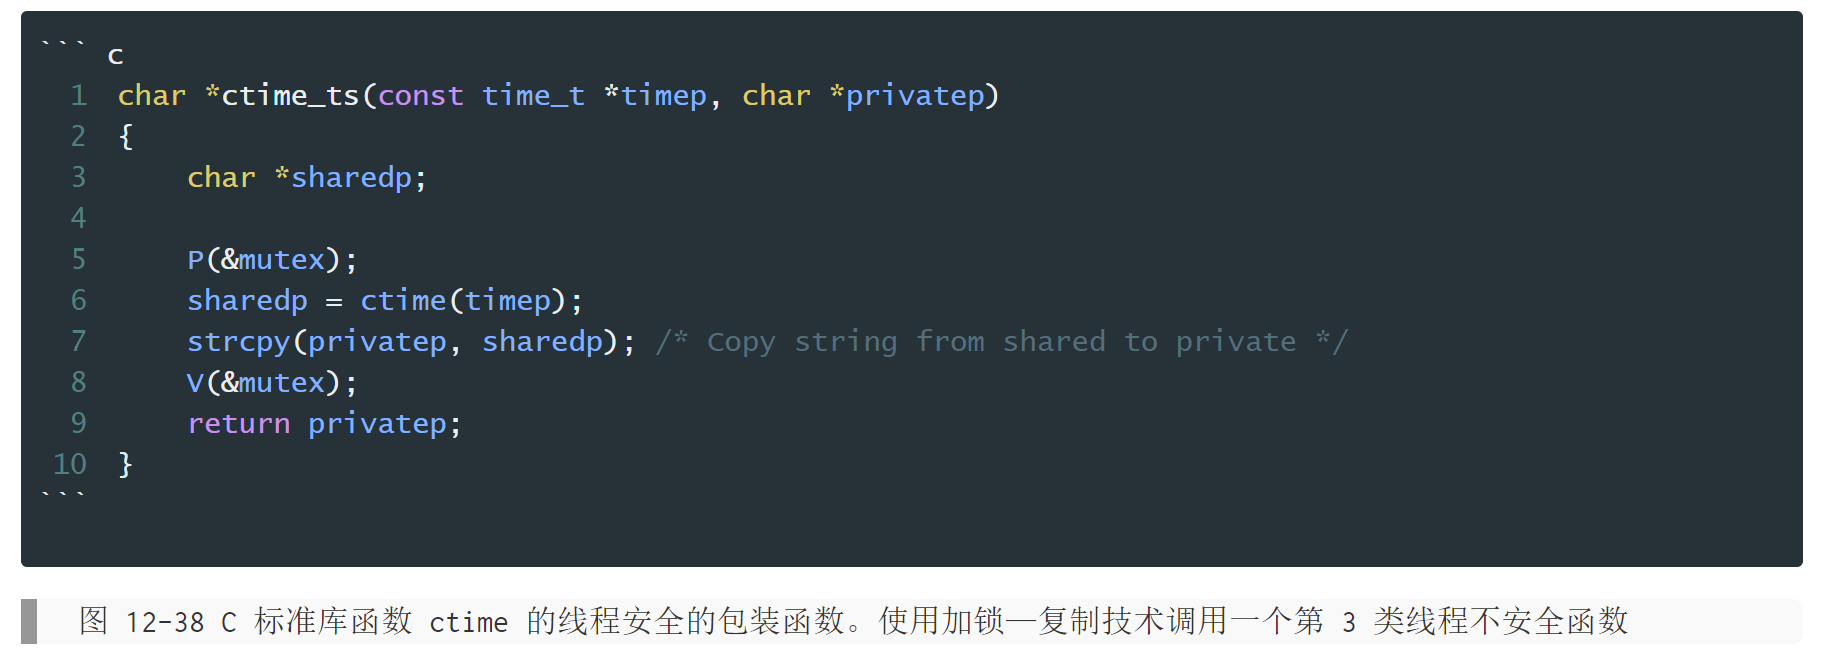 ``` c
1 char *ctime_ts(const time_t *timep, char *privatep)
2 {
3     char *sharedp;
4
5     P(&mutex);
6     sharedp = ctime(timep);
7     strcpy(privatep, sharedp); /* Copy string from shared to private */
8     V(&mutex);
9     return privatep;
10 }
```
图 12-38 C 标准库函数 ctime 的线程安全的包装函数。使用加锁—复制技术调用一个第 3 类线程不安全函数